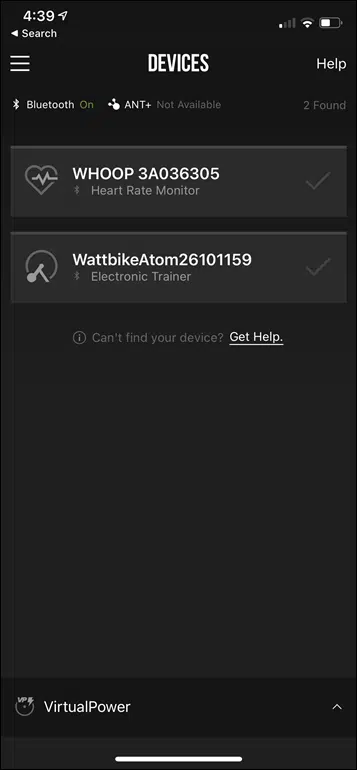 4:39
Search
DEVICES
Help
Bluetooth On ANT+ Not Available 2 Found
WHOOP 3A036305
Heart Rate Monitor
WattbikeAtom26101159
Electronic Trainer
Can't find your device? Get Help.
VP
VirtualPower